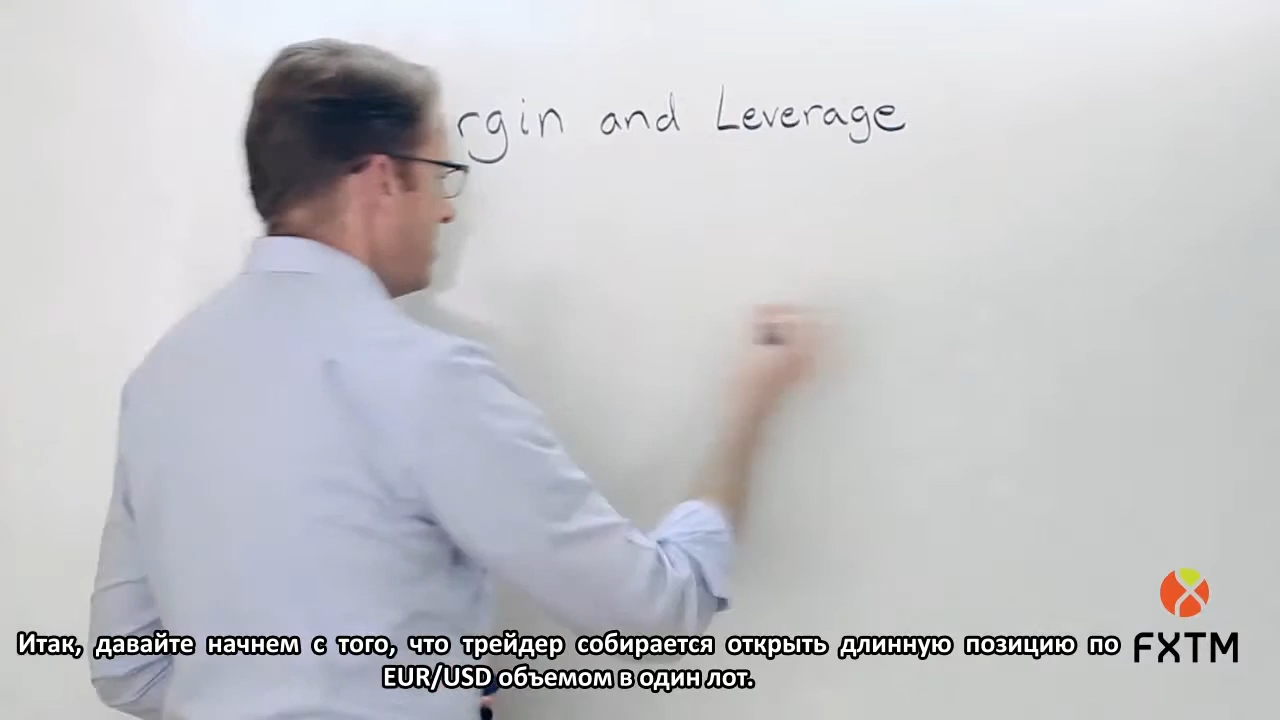 rgin and Leverage
Итак, давайте начнем с того, что трейдер собирается открыть длинную позицию по
EUR/USD объемом в один лот.
FXTM